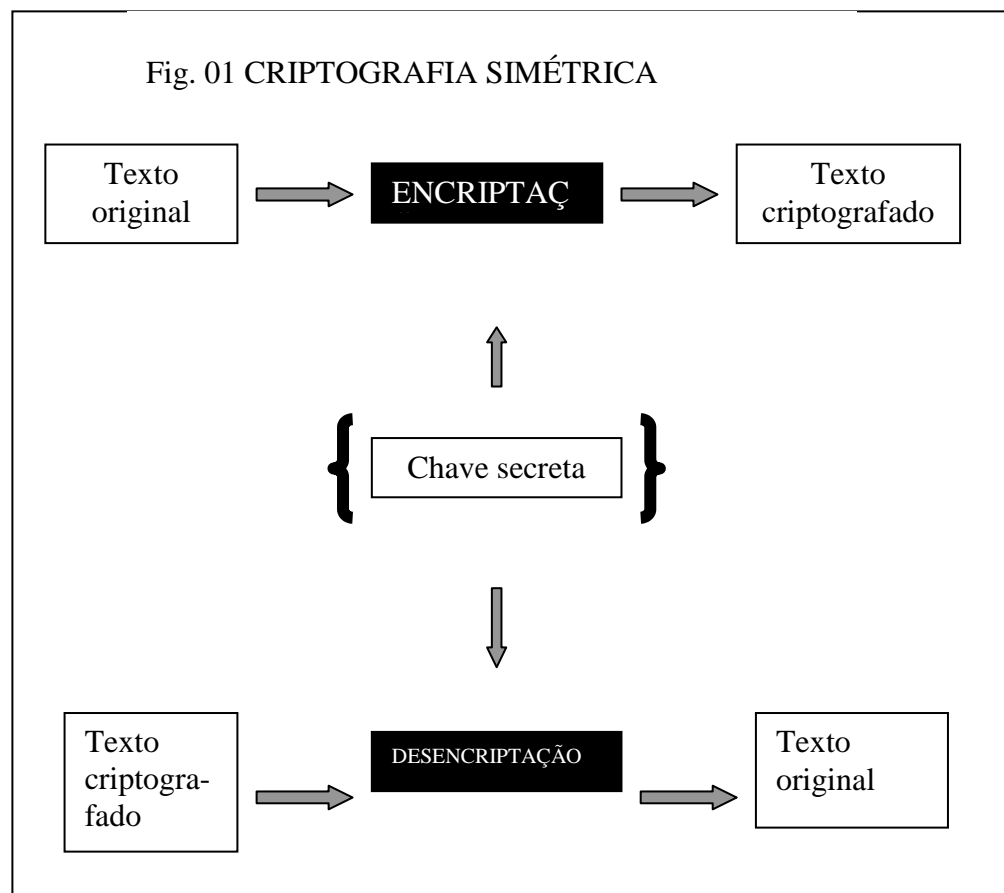 Fig. 01 CRIPTOGRAFIA SIMÉTRICA
Texto
original
ENCRIPTAÇ
Texto
criptografado
Chave secreta
Texto
criptogra-
fado
DESENCRIPTAÇÃO
Texto
original